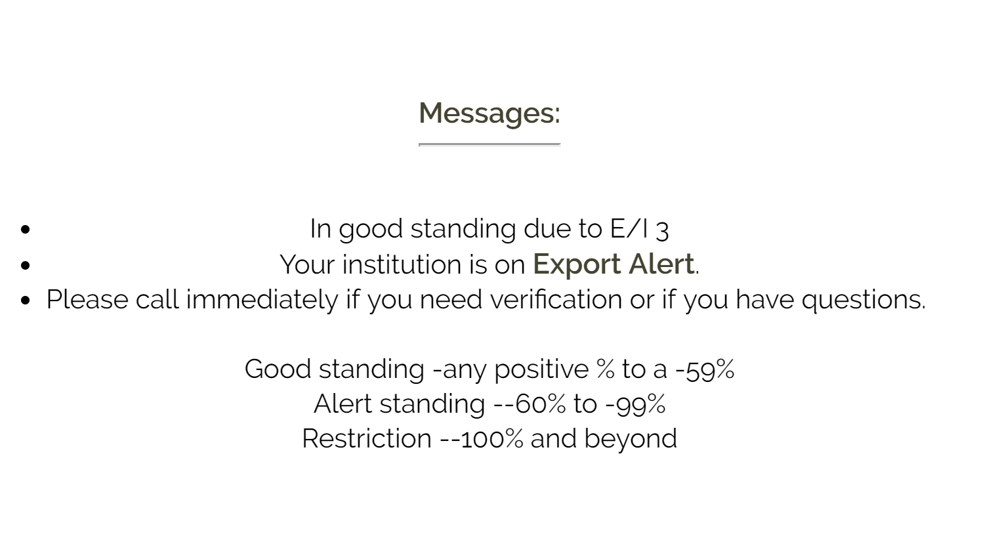 Messages:
In good standing due to E/I 3
Your institution is on Export Alert.
Please call immediately if you need verification or if you have questions.
Good standing -any positive % to a -59%
Alert standing --60% to -99%
Restriction --100% and beyond